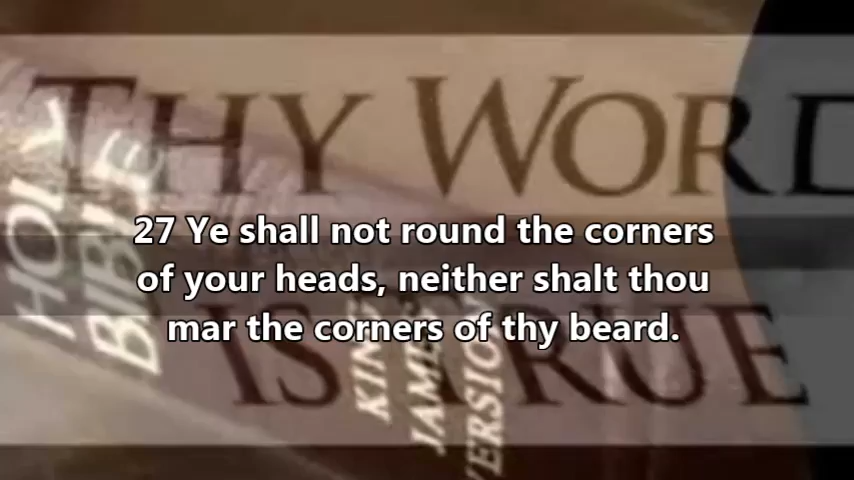 THY WORD
IS TRUE
HOLY
BIBLE
KING
JAMES
VERSION
27 Ye shall not round the corners
of your heads, neither shalt thou
mar the corners of thy beard.